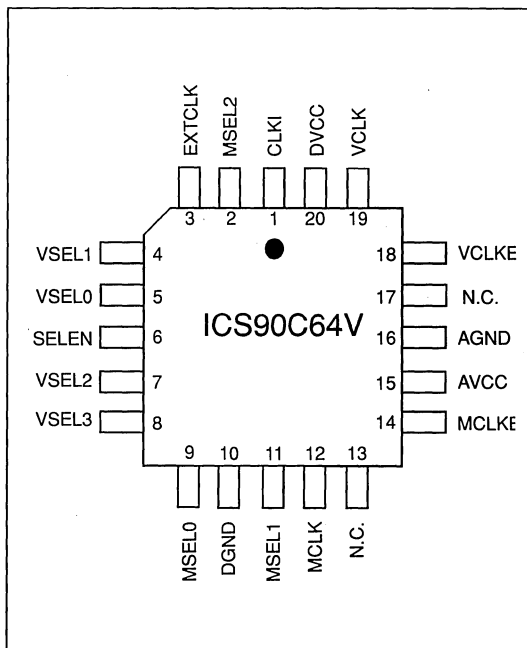 EXTCLK
MSEL2
CLKI
DVCC
VCLK
3 2 1 20 19
VSEL1 4
VSEL0 5
SELEN 6
VSEL2 7
VSEL3 8
ICS90C64V
18 VCLKE
17 N.C.
16 AGND
15 AVCC
14 MCLKE
9 10 11 12 13
MSEL0
DGND
MSEL1
MCLK
N.C.